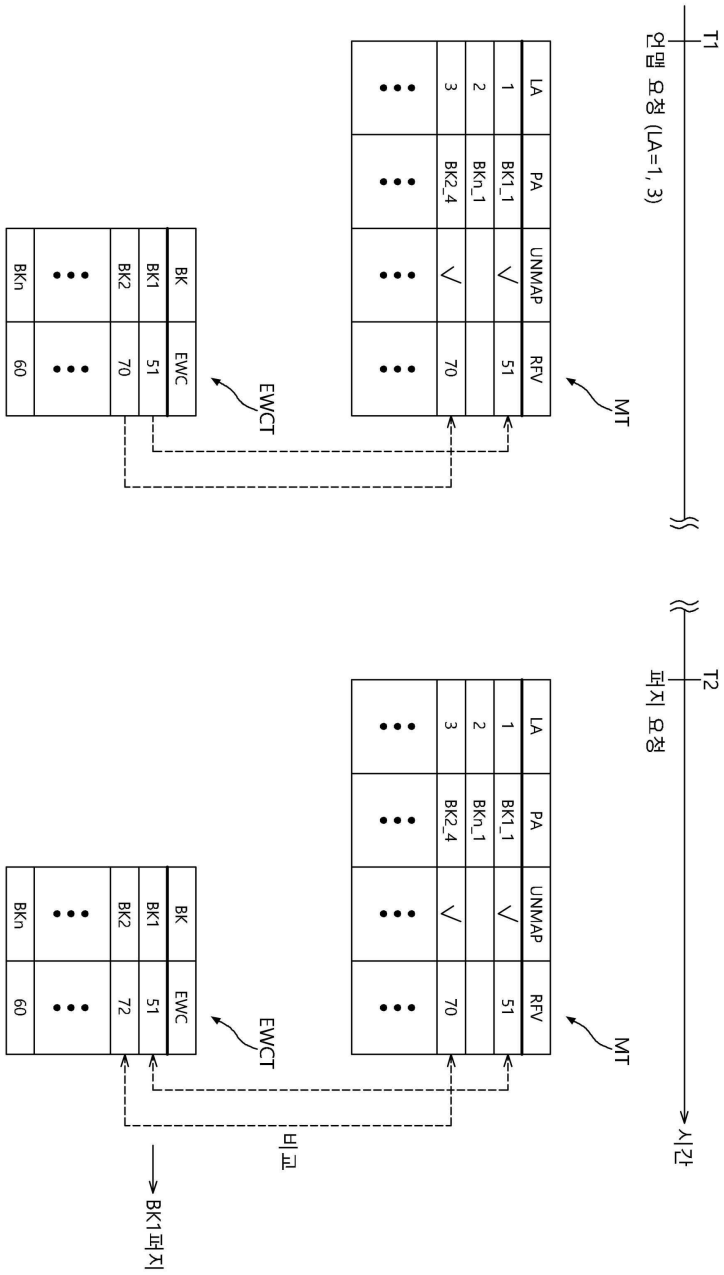 T1
T2
언맵 요청 (LA=1, 3)
퍼지 요청
시간
MT
LA PA UNMAP RFV
1 BK1_1 √ 51
2 BKn_1
3 BK2_4 √ 70
••• ••• ••• •••
EWCT
BK EWC
BK1 51
BK2 70
••• •••
BKn 60
MT
LA PA UNMAP RFV
1 BK1_1 √ 51
2 BKn_1
3 BK2_4 √ 70
••• ••• ••• •••
비교
EWCT
BK EWC
BK1 51
BK2 72
••• •••
BKn 60
BK1퍼지